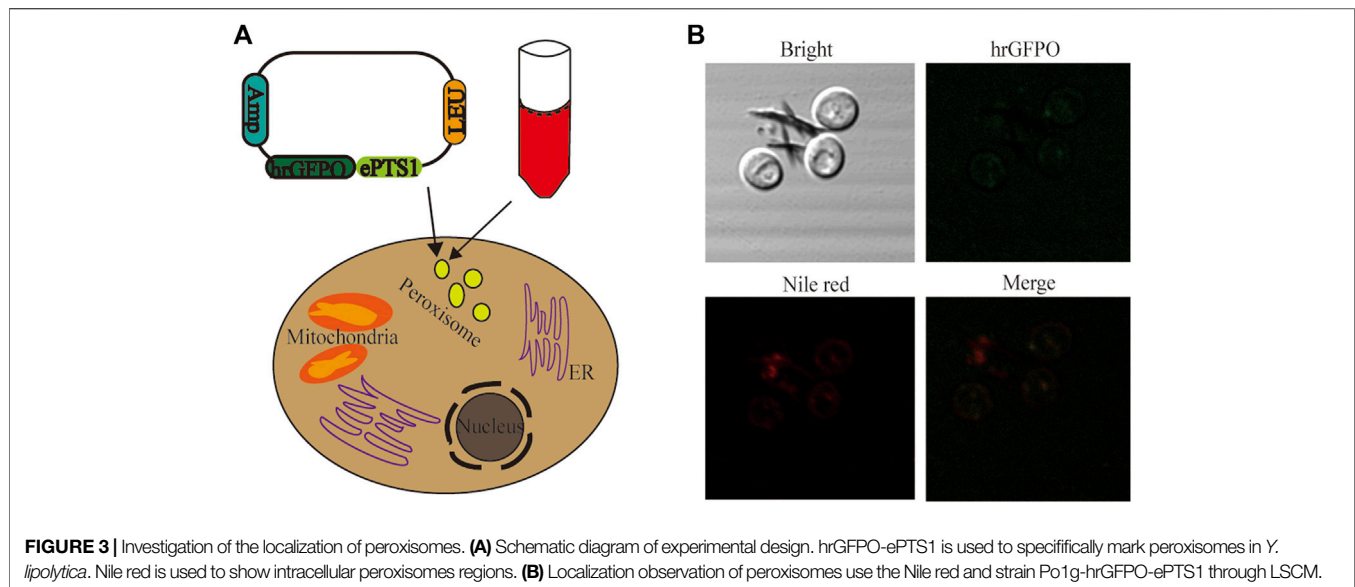 A
Amp
LEU
hrGFPO
ePTS1
Peroxisome
Mitochondria
ER
Nucleus
B
Bright
hrGFPO
Nile red
Merge
FIGURE 3 | Investigation of the localization of peroxisomes. (A) Schematic diagram of experimental design. hrGFPO-ePTS1 is used to specififically mark peroxisomes in Y.
lipolytica. Nile red is used to show intracellular peroxisomes regions. (B) Localization observation of peroxisomes use the Nile red and strain Po1g-hrGFPO-ePTS1 through LSCM.